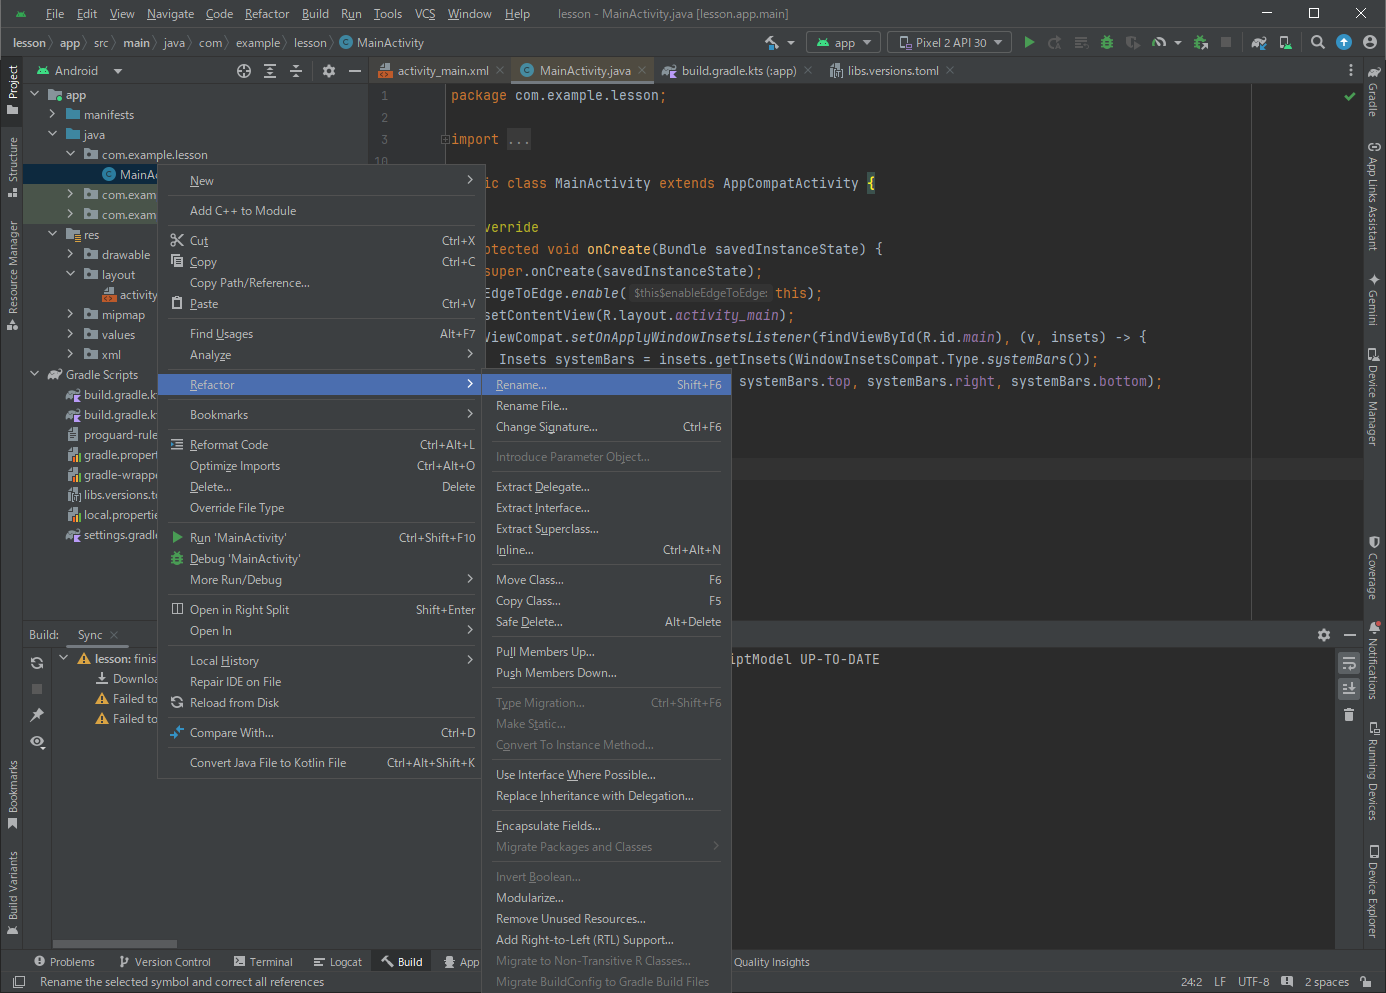 File Edit View Navigate Code Refactor Build Run Tools VCS Window Help lesson - MainActivity.java [lesson.app.main]
lesson app src main java com example lesson MainActivity
app Pixel 2 API 30
Android
activity_main.xml MainActivity.java build.gradle.kts (:app) libs.versions.toml
Project
Structure
Resource Manager
Bookmarks
Build Variants
app
manifests
java
com.example.lesson
MainAc
com.exam
com.exam
res
drawable
layout
activity
mipmap
values
xml
Gradle Scripts
build.gradle.kt
build.gradle.kt
proguard-rule
gradle.propert
gradle-wrappe
libs.versions.to
local.propertie
settings.gradle
1 package com.example.lesson;
2
3 import ...
10
ic class MainActivity extends AppCompatActivity {
verride
otected void onCreate(Bundle savedInstanceState) {
super.onCreate(savedInstanceState);
EdgeToEdge.enable( $this$enableEdgeToEdge: this);
setContentView(R.layout.activity_main);
ViewCompat.setOnApplyWindowInsetsListener(findViewById(R.id.main), (v, insets) -> {
Insets systemBars = insets.getInsets(WindowInsetsCompat.Type.systemBars());
systemBars.top, systemBars.right, systemBars.bottom);
New
Add C++ to Module
Cut Ctrl+X
Copy Ctrl+C
Copy Path/Reference...
Paste Ctrl+V
Find Usages Alt+F7
Analyze
Refactor
Bookmarks
Reformat Code Ctrl+Alt+L
Optimize Imports Ctrl+Alt+O
Delete... Delete
Override File Type
Run 'MainActivity' Ctrl+Shift+F10
Debug 'MainActivity'
More Run/Debug
Open in Right Split Shift+Enter
Open In
Local History
Repair IDE on File
Reload from Disk
Compare With... Ctrl+D
Convert Java File to Kotlin File Ctrl+Alt+Shift+K
Rename... Shift+F6
Rename File...
Change Signature... Ctrl+F6
Introduce Parameter Object...
Extract Delegate...
Extract Interface...
Extract Superclass...
Inline... Ctrl+Alt+N
Move Class... F6
Copy Class... F5
Safe Delete... Alt+Delete
Pull Members Up...
Push Members Down...
Type Migration... Ctrl+Shift+F6
Make Static...
Convert To Instance Method...
Use Interface Where Possible...
Replace Inheritance with Delegation...
Encapsulate Fields...
Migrate Packages and Classes
Invert Boolean...
Modularize...
Remove Unused Resources...
Add Right-to-Left (RTL) Support...
Migrate to Non-Transitive R Classes...
Migrate BuildConfig to Gradle Build Files
Gradle
App Links Assistant
Gemini
Device Manager
Coverage
Notifications
Running Devices
Device Explorer
Build: Sync
lesson: finis
Downloa
Failed to
Failed to
iptModel UP-TO-DATE
Problems Version Control Terminal Logcat Build App Quality Insights
Rename the selected symbol and correct all references 24:2 LF UTF-8 2 spaces